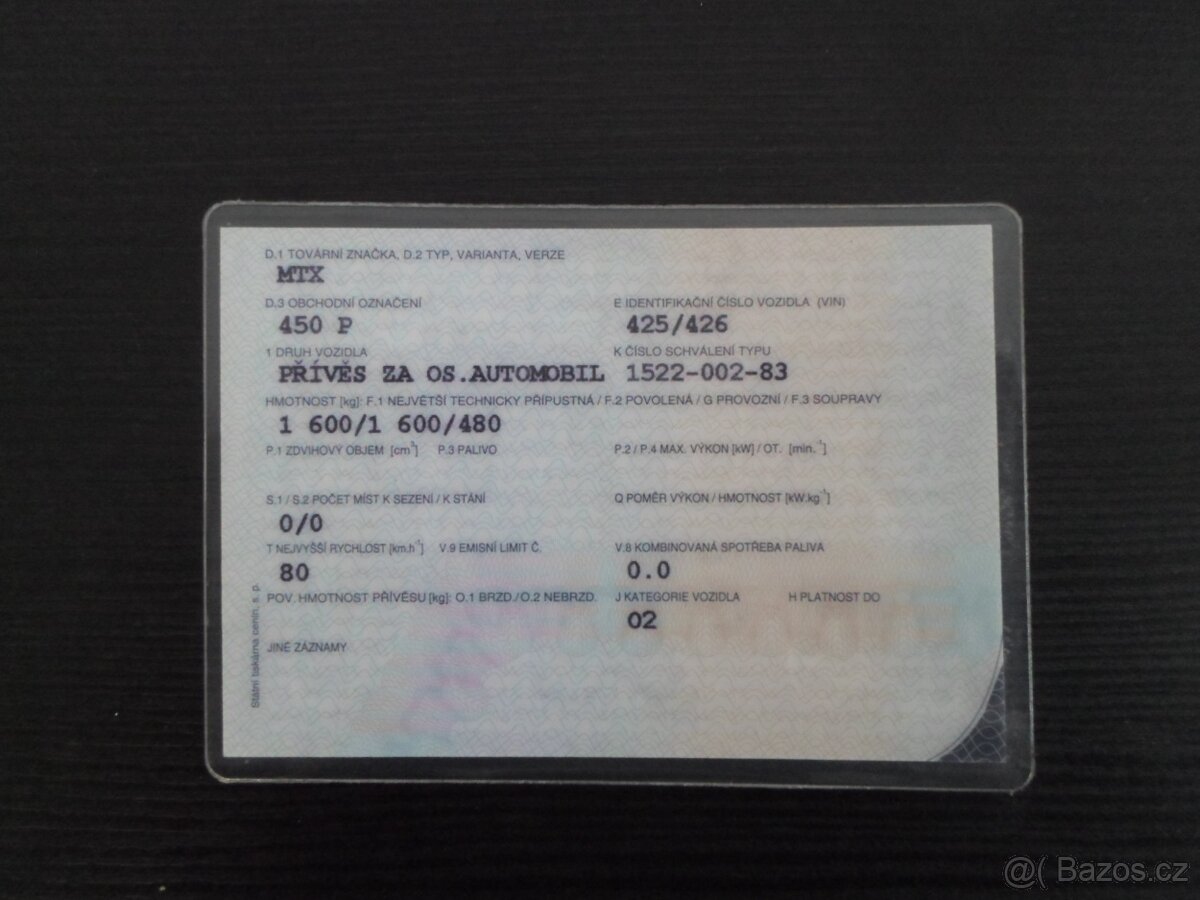 D.1 TOVÁRNÍ ZNAČKA, D.2 TYP, VARIANTA, VERZE
MTX
D.3 OBCHODNÍ OZNAČENÍ E IDENTIFIKAČNÍ ČÍSLO VOZIDLA (VIN)
450 P 425/426
1 DRUH VOZIDLA K ČÍSLO SCHVÁLENÍ TYPU
PŘÍVĚS ZA OS.AUTOMOBIL 1522-002-83
HMOTNOST [kg]: F.1 NEJVĚTŠÍ TECHNICKY PŘÍPUSTNÁ / F.2 POVOLENÁ / G PROVOZNÍ / F.3 SOUPRAVY
1 600/1 600/480
P.1 ZDVIHOVÝ OBJEM [cm³] P.3 PALIVO P.2 / P.4 MAX. VÝKON [kW] / OT. [min.⁻¹]
S.1 / S.2 POČET MÍST K SEZENÍ / K STÁNÍ Q POMĚR VÝKON / HMOTNOST [kW.kg⁻¹]
0/0
T NEJVYŠŠÍ RYCHLOST [km.h⁻¹] V.9 EMISNÍ LIMIT Č. V.8 KOMBINOVANÁ SPOTŘEBA PALIVA
80 0.0
POV. HMOTNOST PŘÍVĚSU [kg]: O.1 BRZD./O.2 NEBRZD. J KATEGORIE VOZIDLA H PLATNOST DO
O2
JINÉ ZÁZNAMY
Státní tiskárna cenin, s. p.
@( Bazos.cz